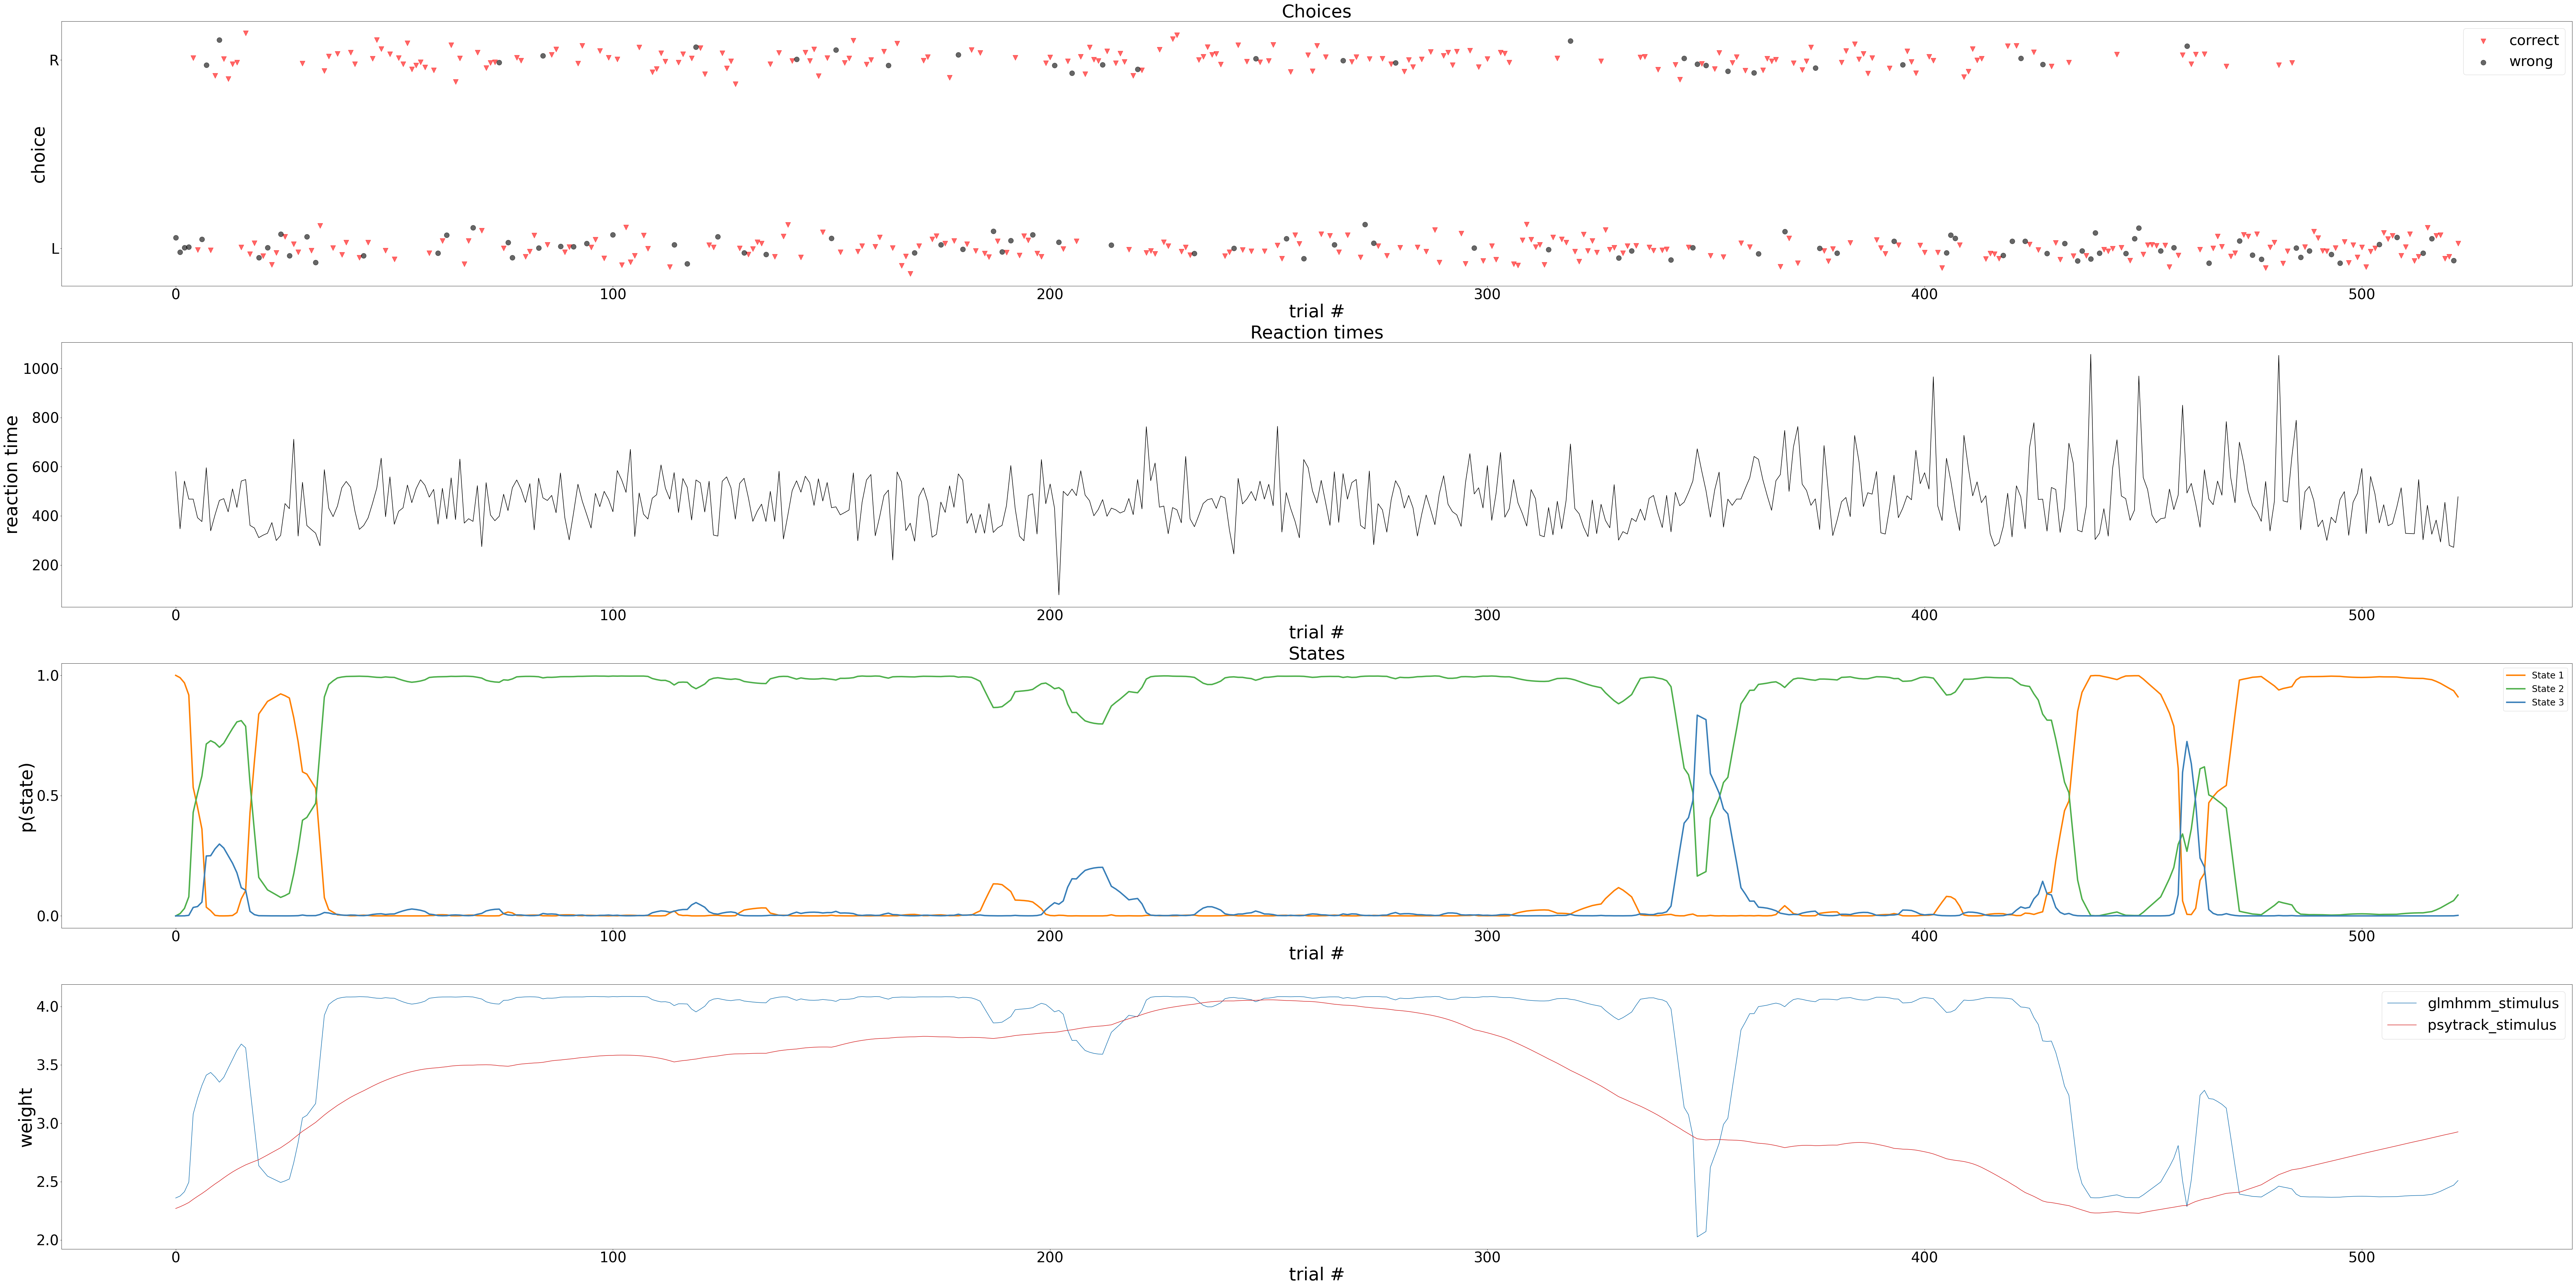 Choices
correct
wrong
R
L
choice
0 100 200 300 400 500
trial #
Reaction times
1000
800
600
400
200
reaction time
0 100 200 300 400 500
trial #
States
State 1
State 2
State 3
1.0
0.5
0.0
p(state)
0 100 200 300 400 500
trial #
glmhmm_stimulus
psytrack_stimulus
4.0
3.5
3.0
2.5
2.0
weight
0 100 200 300 400 500
trial #